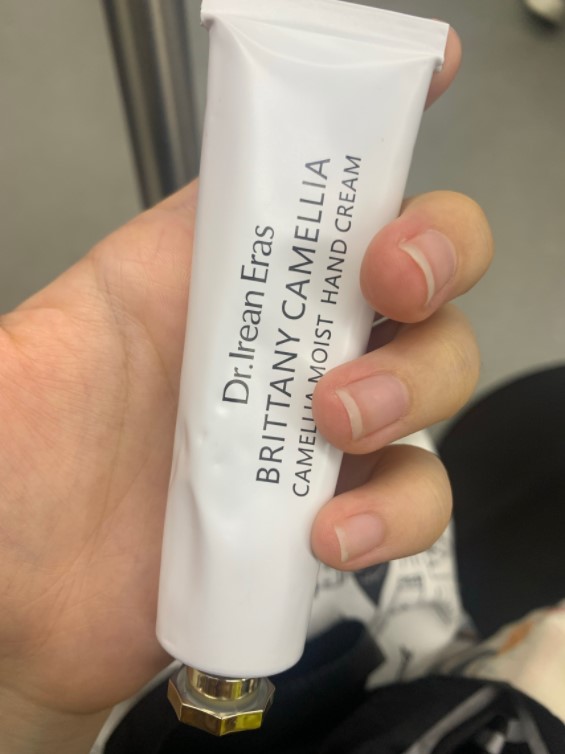 Dr.Irean Eras
BRITTANY CAMELLIA
CAMELLIA MOIST HAND CREAM